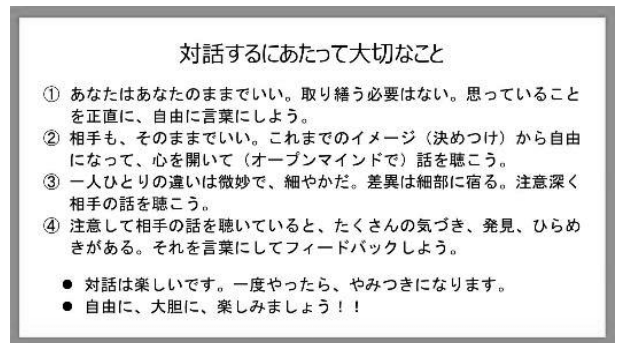 対話するにあたって大切なこと
① あなたはあなたのままでいい。取り繕う必要はない。思っていること
を正直に、自由に言葉にしよう。
② 相手も、そのままでいい。これまでのイメージ（決めつけ）から自由
になって、心を開いて（オープンマインドで）話を聴こう。
③ 一人ひとりの違いは微妙で、細やかだ。差異は細部に宿る。注意深く
相手の話を聴こう。
④ 注意して相手の話を聴いていると、たくさんの気づき、発見、ひらめ
きがある。それを言葉にしてフィードバックしよう。
● 対話は楽しいです。一度やったら、やみつきになります。
● 自由に、大胆に、楽しみましょう！！